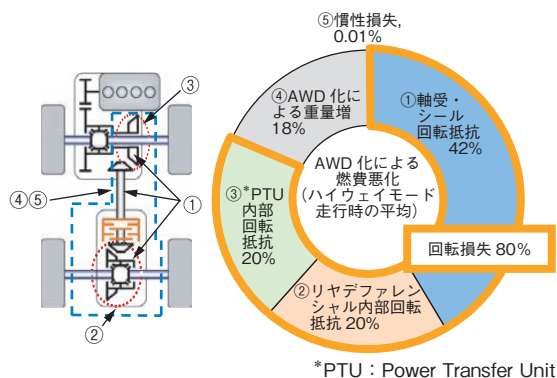 ③
④⑤
①
②
⑤慣性損失,
0.01%
④AWD 化に
よる重量増
18%
①軸受・
シール
回転抵抗
42%
AWD 化による
燃費悪化
(ハイウェイモード
走行時の平均)
③*PTU
内部
回転
抵抗
20%
回転損失 80%
②リヤデファレン
シャル内部回転
抵抗 20%
*PTU：Power Transfer Unit